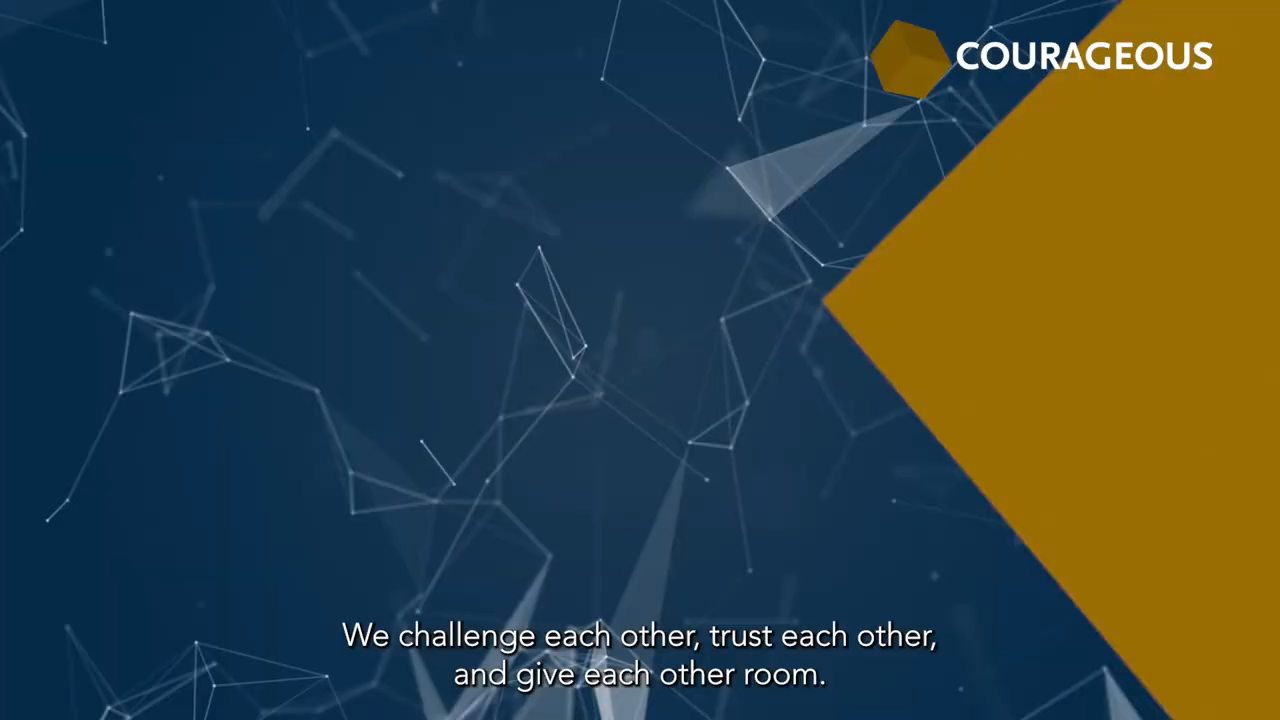 COURAGEOUS
We challenge each other, trust each other,
and give each other room.